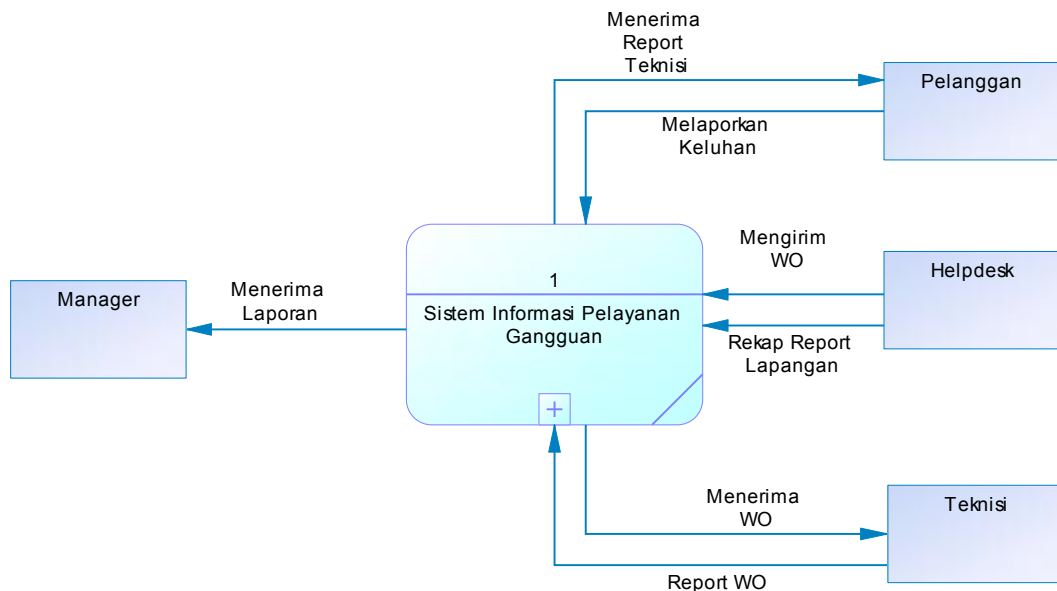 Menerima
Report
Teknisi
Pelanggan
Melaporkan
Keluhan
Mengirim
WO
Helpdesk
1
Manager
Menerima
Laporan
Sistem Informasi Pelayanan
Gangguan
Rekap Report
Lapangan
+
Menerima
WO
Teknisi
Report WO